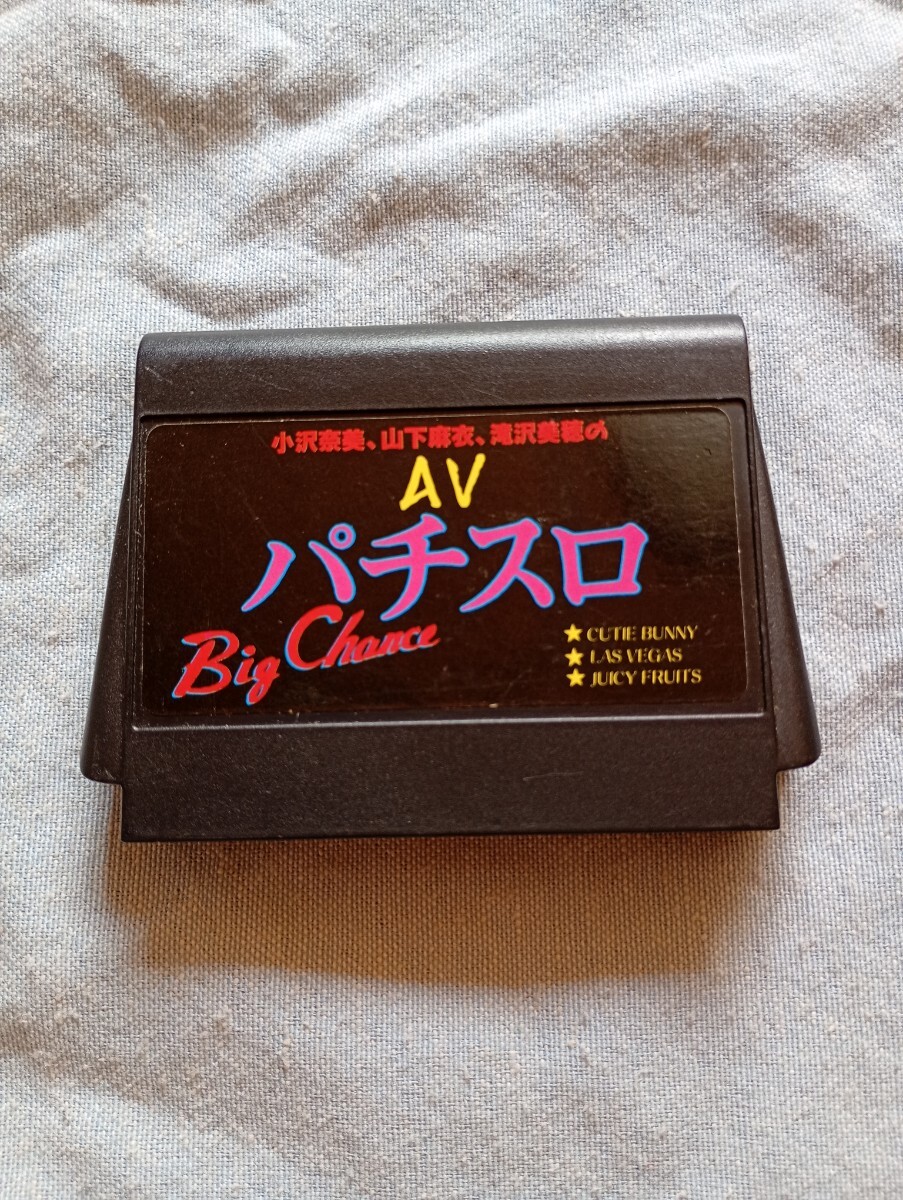 小沢奈美、山下麻衣、滝沢美穂の
AV
パチスロ
Big Chance
★ CUTIE BUNNY
★ LAS VEGAS
★ JUICY FRUITS